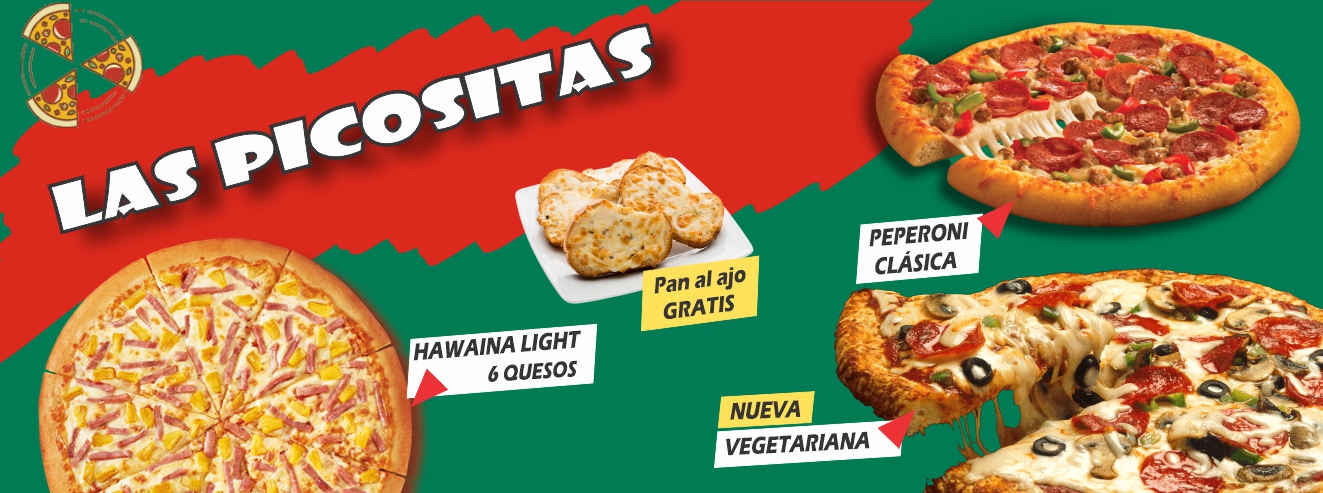 LAS PICOSITAS
Pan al ajo
GRATIS
PEPERONI
CLÁSICA
HAWAINA LIGHT
6 QUESOS
NUEVA
VEGETARIANA